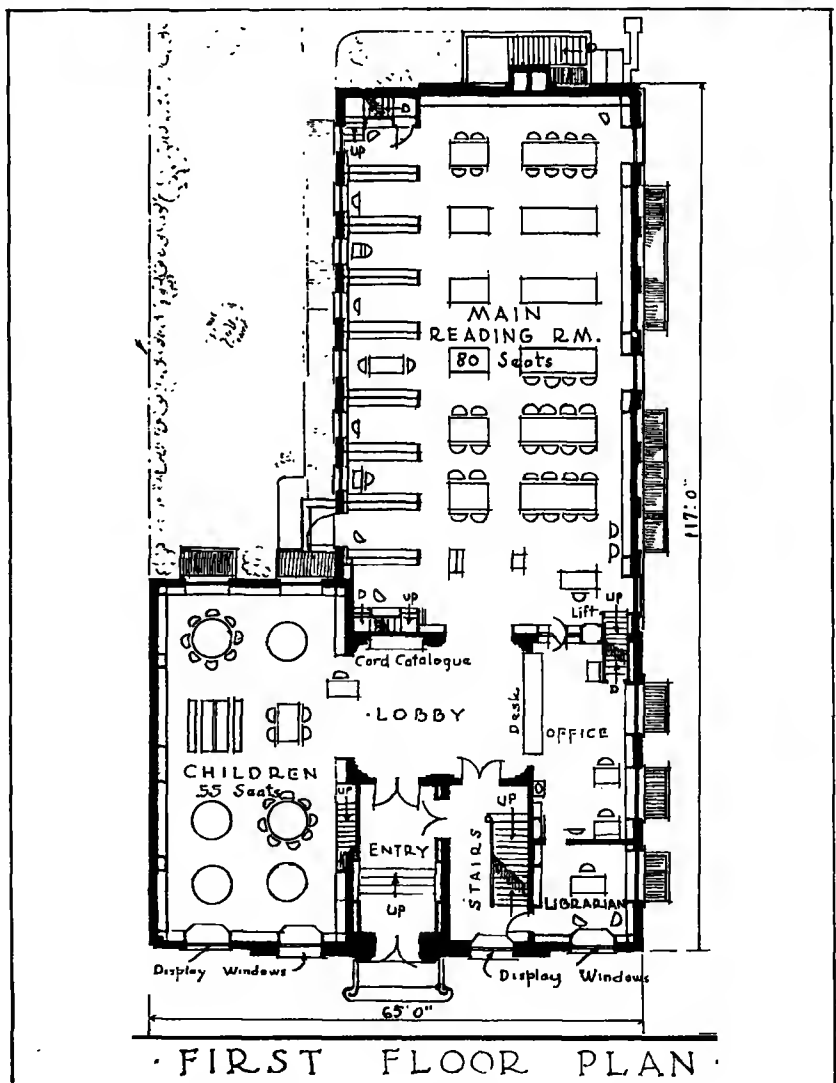 D
UP
MAIN
READING RM.
80 Seats
117'0"
D UP
Lift
UP
D
Card Catalogue
Desk
·LOBBY
OFFICE
CHILDREN
55 Seats
UP
UP
ENTRY
UP
STAIRS
LIBRARIAN
Display Windows
Display Windows
65'0"
·FIRST FLOOR PLAN·